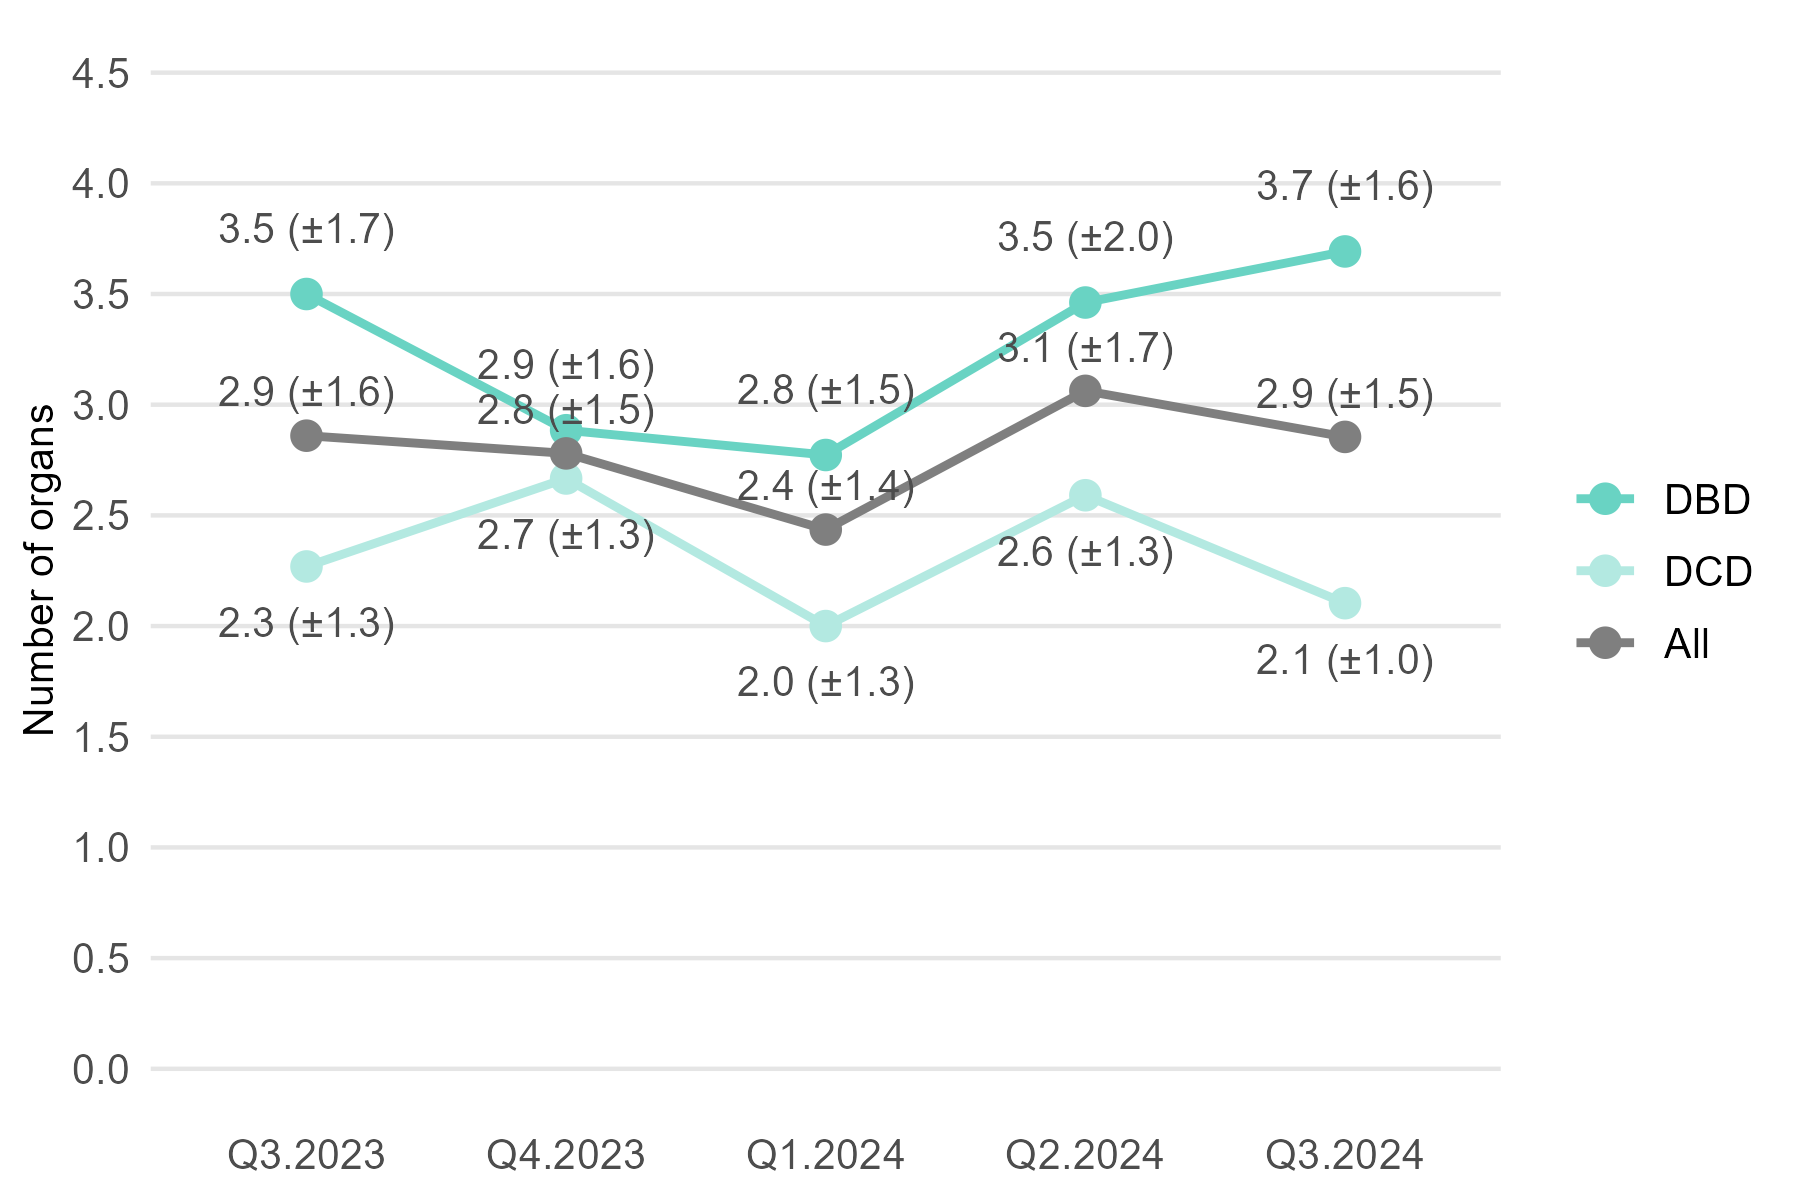 4.5
4.0
3.5
3.0
2.5
2.0
1.5
1.0
0.5
0.0
Number of organs
3.5 (±1.7)
2.9 (±1.6)
2.8 (±1.5)
3.5 (±2.0)
3.7 (±1.6)
2.9 (±1.6)
2.8 (±1.5)
2.4 (±1.4)
3.1 (±1.7)
2.9 (±1.5)
2.3 (±1.3)
2.7 (±1.3)
2.0 (±1.3)
2.6 (±1.3)
2.1 (±1.0)
Q3.2023
Q4.2023
Q1.2024
Q2.2024
Q3.2024
DBD
DCD
All